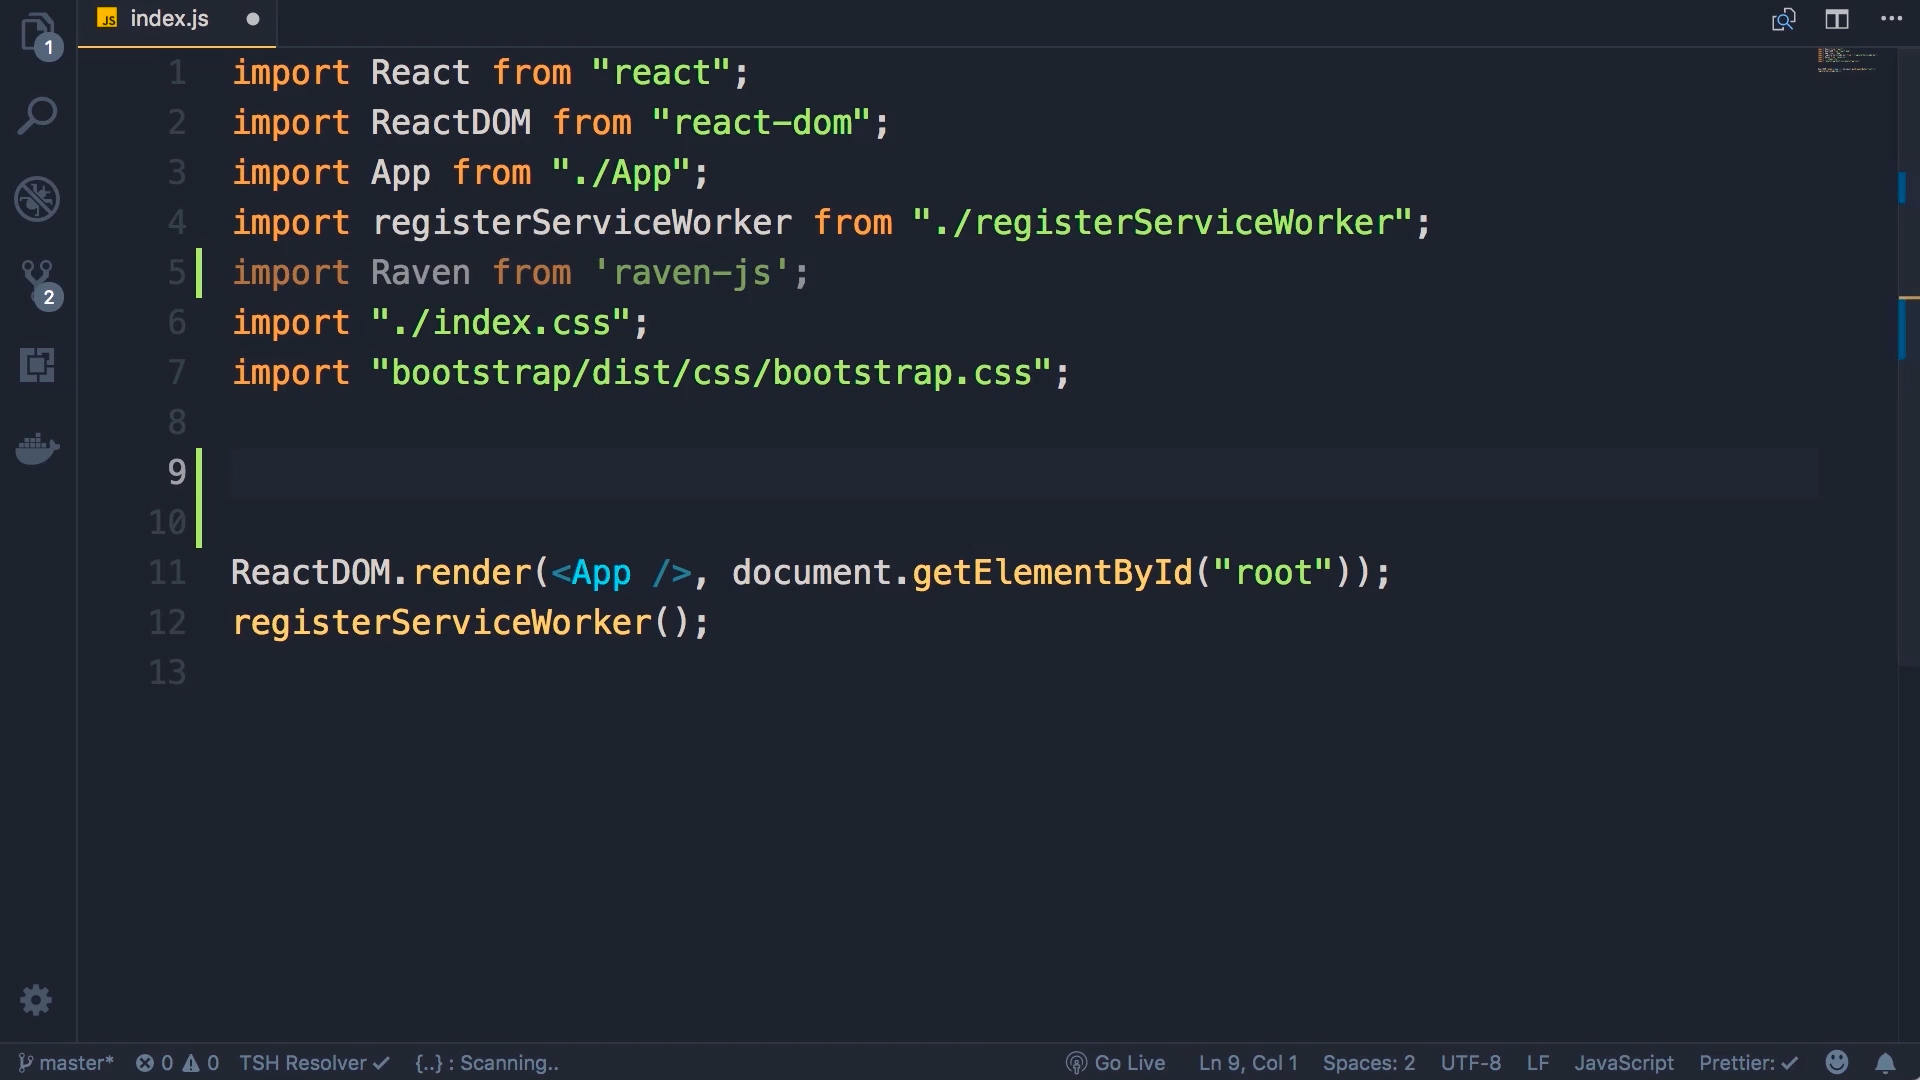 JS index.js
1
1 import React from "react";
2 import ReactDOM from "react-dom";
3 import App from "./App";
4 import registerServiceWorker from "./registerServiceWorker";
5 import Raven from 'raven-js';
2
6 import "./index.css";
7 import "bootstrap/dist/css/bootstrap.css";
8
9
10
11 ReactDOM.render(<App />, document.getElementById("root"));
12 registerServiceWorker();
13
master* 0 0 TSH Resolver ✓ {..} : Scanning.. Go Live Ln 9, Col 1 Spaces: 2 UTF-8 LF JavaScript Prettier: ✓